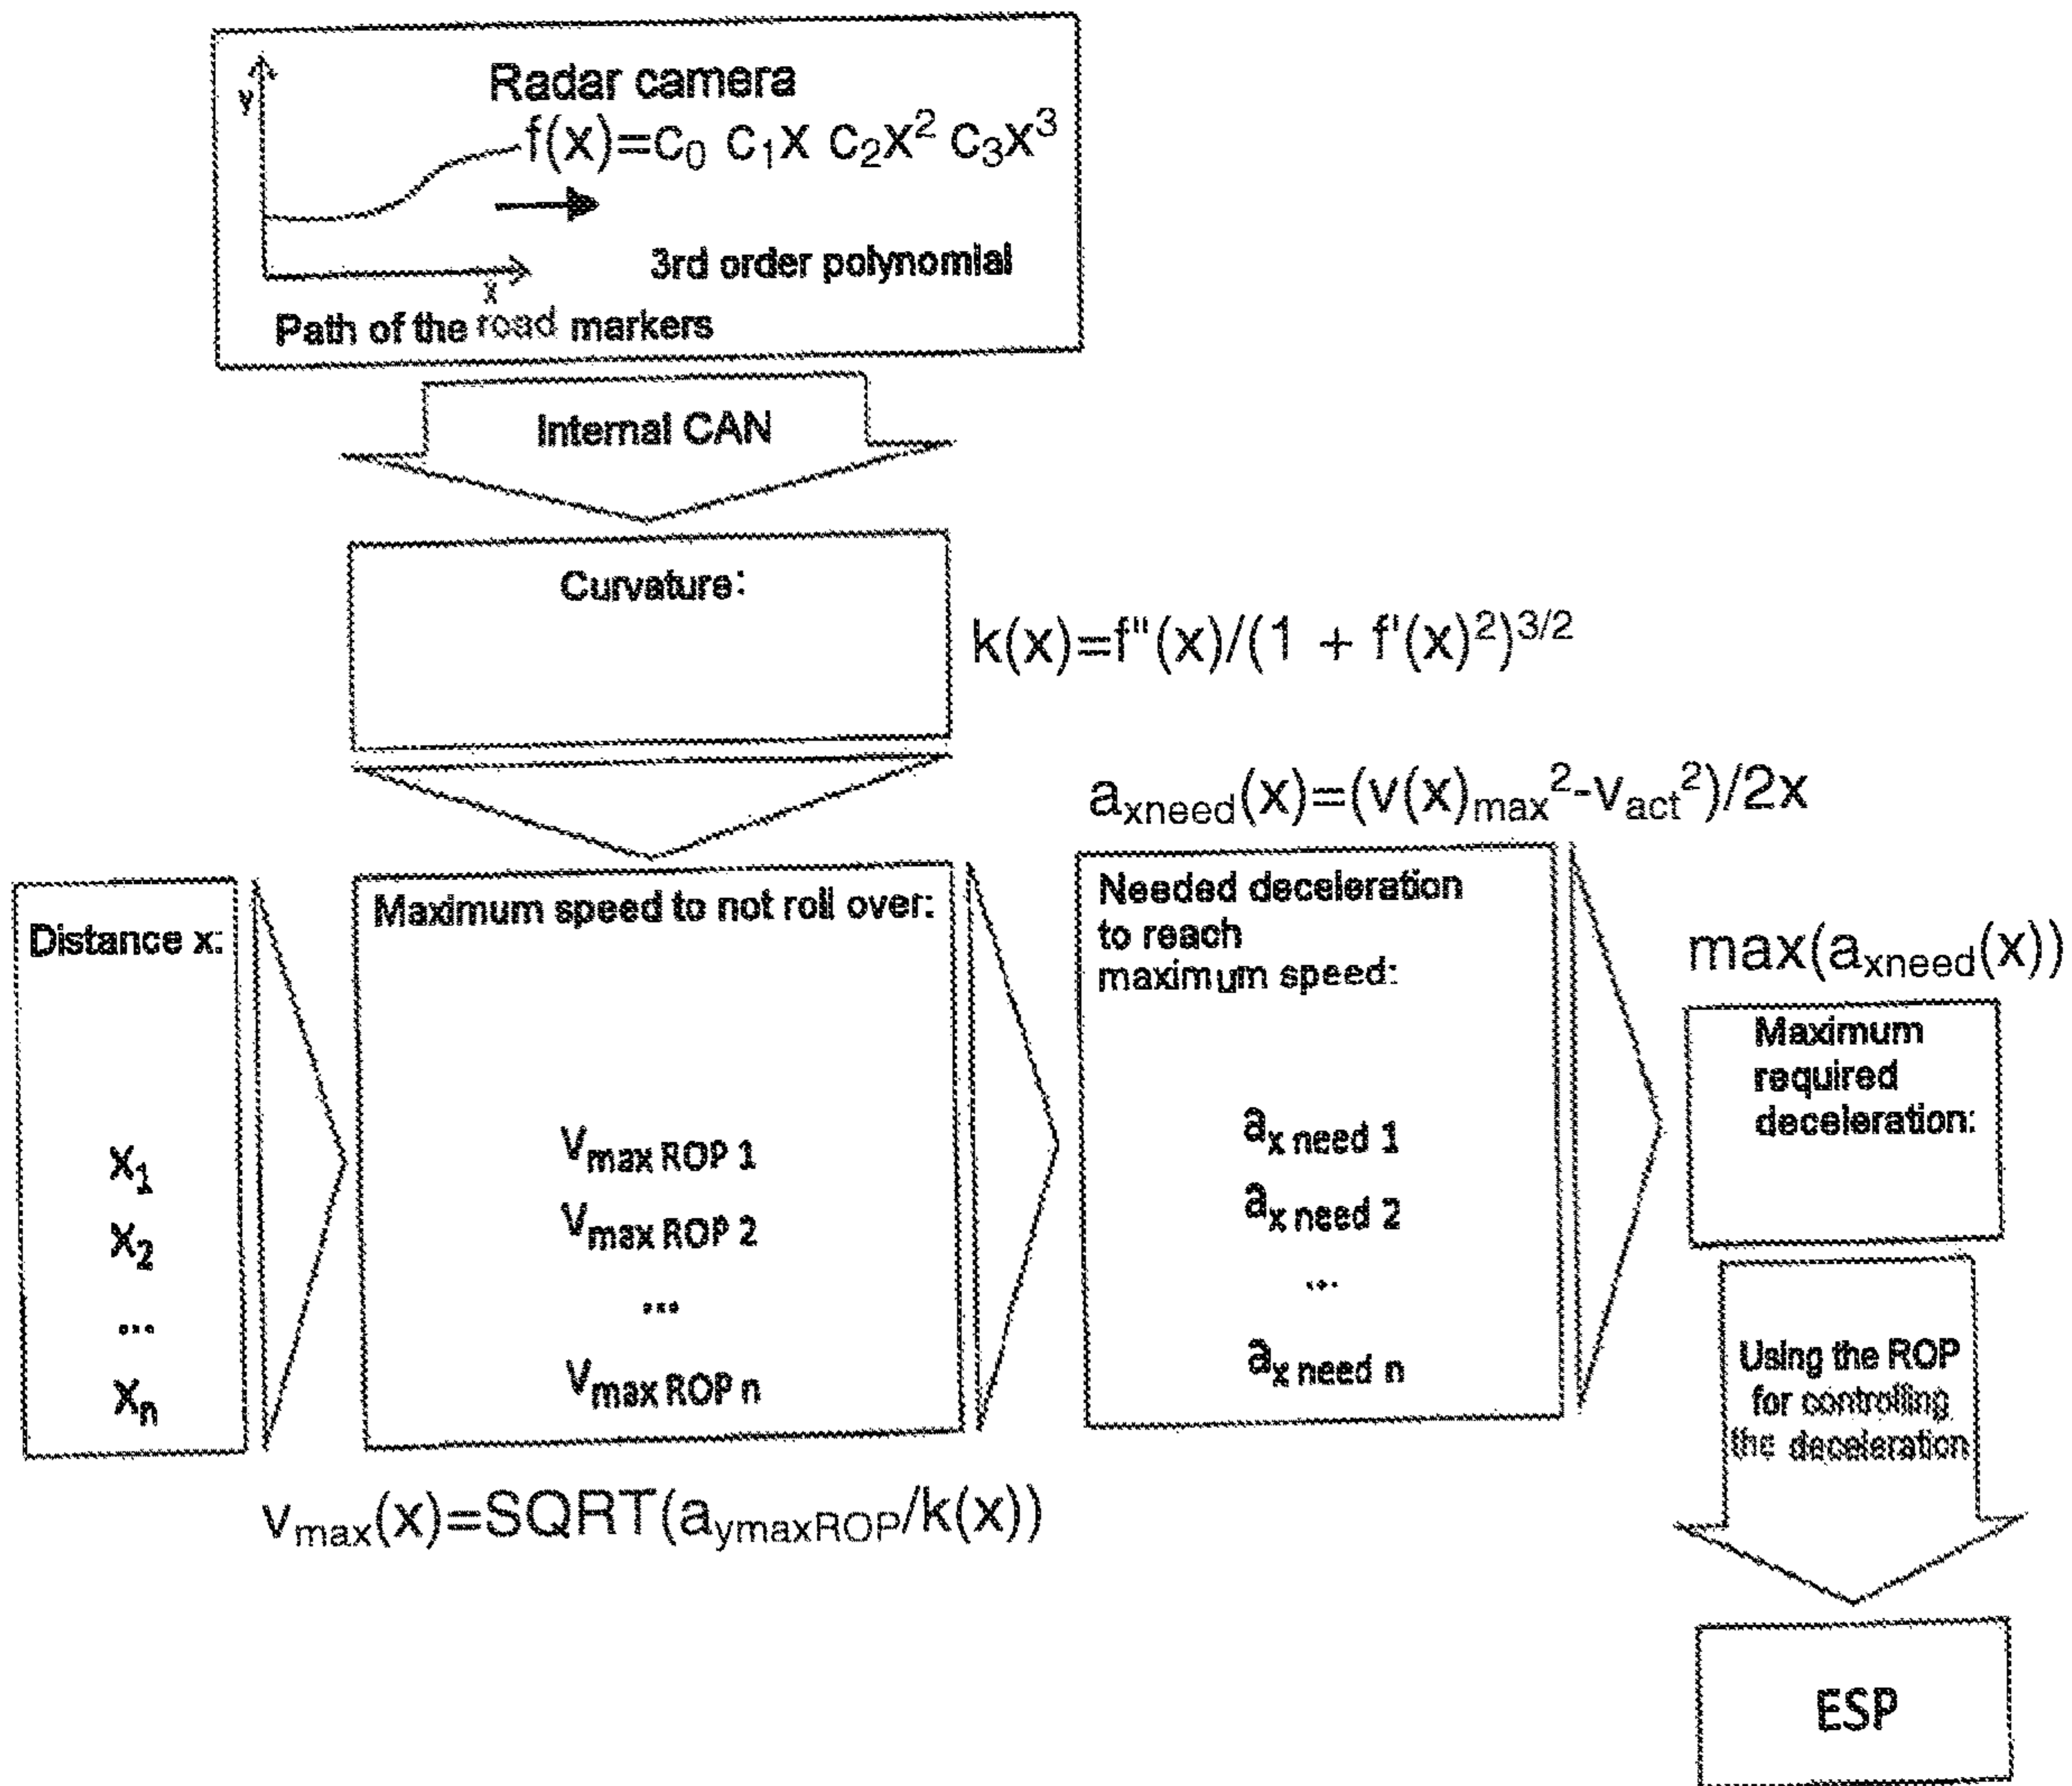 Radar camera
y
f(x)=c₀ c₁x c₂x² c₃x³
3rd order polynomial
x
Path of the road markers
Internal CAN
Curvature:
k(x)=f"(x)/(1 + f'(x)²)³/²
aₓₙₑₑd(x)=(v(x)ₘₐₓ²-vₐcₜ²)/2x
Distance x:
x₁
x₂
...
xₙ
Maximum speed to not roll over:
Vmax ROP 1
Vmax ROP 2
...
Vmax ROP n
vmax(x)=SQRT(aymaxROP/k(x))
Needed deceleration
to reach
maximum speed:
ax need 1
ax need 2
...
ax need n
max(axneed(x))
Maximum
required
deceleration:
Using the ROP
for controlling
the deceleration
ESP